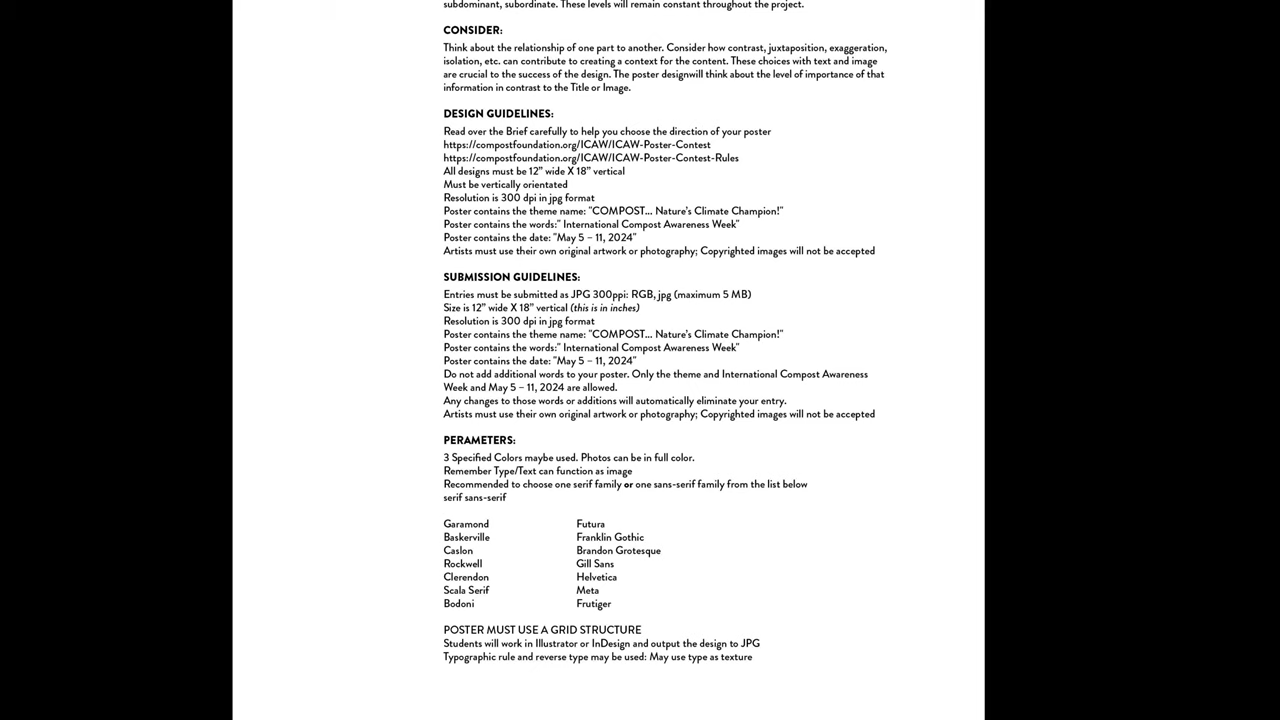 subdominant, subordinate. These levels will remain constant throughout the project.
CONSIDER:
Think about the relationship of one part to another. Consider how contrast, juxtaposition, exaggeration,
isolation, etc. can contribute to creating a context for the content. These choices with text and image
are crucial to the success of the design. The poster designwill think about the level of importance of that
information in contrast to the Title or Image.
DESIGN GUIDELINES:
Read over the Brief carefully to help you choose the direction of your poster
https://compostfoundation.org/ICAW/ICAW-Poster-Contest
https://compostfoundation.org/ICAW/ICAW-Poster-Contest-Rules
All designs must be 12” wide X 18” vertical
Must be vertically orientated
Resolution is 300 dpi in jpg format
Poster contains the theme name: "COMPOST… Nature’s Climate Champion!"
Poster contains the words:" International Compost Awareness Week"
Poster contains the date: "May 5 – 11, 2024"
Artists must use their own original artwork or photography; Copyrighted images will not be accepted
SUBMISSION GUIDELINES:
Entries must be submitted as JPG 300ppi: RGB, jpg (maximum 5 MB)
Size is 12” wide X 18” vertical (this is in inches)
Resolution is 300 dpi in jpg format
Poster contains the theme name: "COMPOST… Nature’s Climate Champion!"
Poster contains the words:" International Compost Awareness Week"
Poster contains the date: "May 5 – 11, 2024"
Do not add additional words to your poster. Only the theme and International Compost Awareness
Week and May 5 – 11, 2024 are allowed.
Any changes to those words or additions will automatically eliminate your entry.
Artists must use their own original artwork or photography; Copyrighted images will not be accepted
PERAMETERS:
3 Specified Colors maybe used. Photos can be in full color.
Remember Type/Text can function as image
Recommended to choose one serif family or one sans-serif family from the list below
serif sans-serif
Garamond Futura
Baskerville Franklin Gothic
Caslon Brandon Grotesque
Rockwell Gill Sans
Clerendon Helvetica
Scala Serif Meta
Bodoni Frutiger
POSTER MUST USE A GRID STRUCTURE
Students will work in Illustrator or InDesign and output the design to JPG
Typographic rule and reverse type may be used: May use type as texture